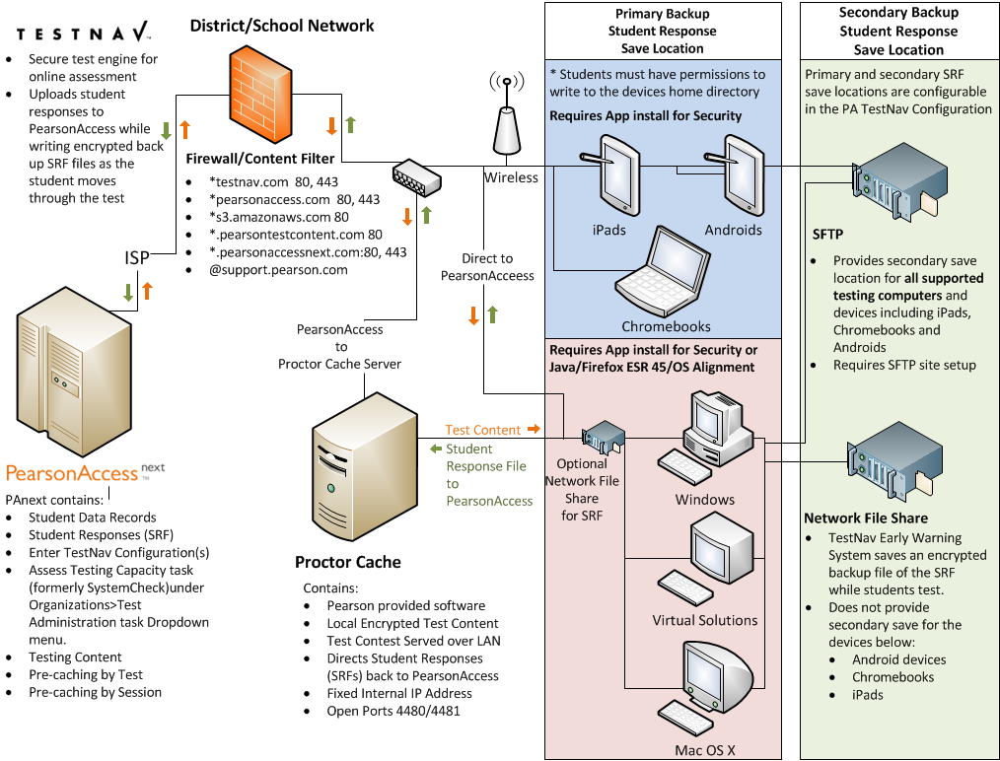 TESTNAV™
• Secure test engine for
online assessment
• Uploads student
responses to
PearsonAccess while
writing encrypted back
up SRF files as the
student moves
through the test
ISP
PearsonAccess next™
PAnext contains:
• Student Data Records
• Student Responses (SRF)
• Enter TestNav Configuration(s)
• Assess Testing Capacity task
(formerly SystemCheck)under
Organizations>Test
Administration task Dropdown
menu.
• Testing Content
• Pre-caching by Test
• Pre-caching by Session
District/School Network
Firewall/Content Filter
• *testnav.com 80, 443
• *pearsonaccess.com 80, 443
• *s3.amazonaws.com 80
• *.pearsontestcontent.com 80
• *.pearsonaccessnext.com:80, 443
• @support.pearson.com
Wireless
Direct to
PearsonAcceess
PearsonAccess
to
Proctor Cache Server
Test Content
Student
Response File
to
PearsonAccess
Proctor Cache
Contains:
• Pearson provided software
• Local Encrypted Test Content
• Test Contest Served over LAN
• Directs Student Responses
(SRFs) back to PearsonAccess
• Fixed Internal IP Address
• Open Ports 4480/4481
Primary Backup
Student Response
Save Location
* Students must have permissions to
write to the devices home directory
Requires App install for Security
iPads
Androids
Chromebooks
Requires App install for Security or
Java/Firefox ESR 45/OS Alignment
Optional
Network File
Share
for SRF
Windows
Virtual Solutions
Mac OS X
Secondary Backup
Student Response
Save Location
Primary and secondary SRF
save locations are configurable
in the PA TestNav Configuration
SFTP
• Provides secondary save
location for all supported
testing computers and
devices including iPads,
Chromebooks and
Androids
• Requires SFTP site setup
Network File Share
• TestNav Early Warning
System saves an encrypted
backup file of the SRF
while students test.
• Does not provide
secondary save for the
devices below:
• Android devices
• Chromebooks
• iPads